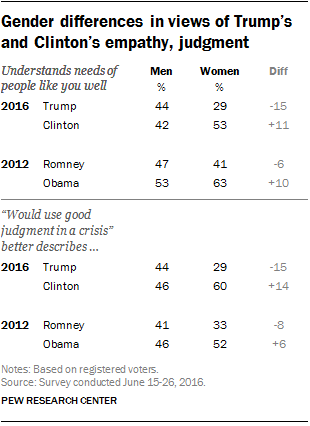 Gender differences in views of Trump's
and Clinton's empathy, judgment
Understands needs of people like you well Men Women Diff
% %
2016 Trump 44 29 -15
Clinton 42 53 +11
2012 Romney 47 41 -6
Obama 53 63 +10
"Would use good
judgment in a crisis"
better describes ...
2016 Trump 44 29 -15
Clinton 46 60 +14
2012 Romney 41 33 -8
Obama 46 52 +6
Notes: Based on registered voters.
Source: Survey conducted June 15-26, 2016.
PEW RESEARCH CENTER